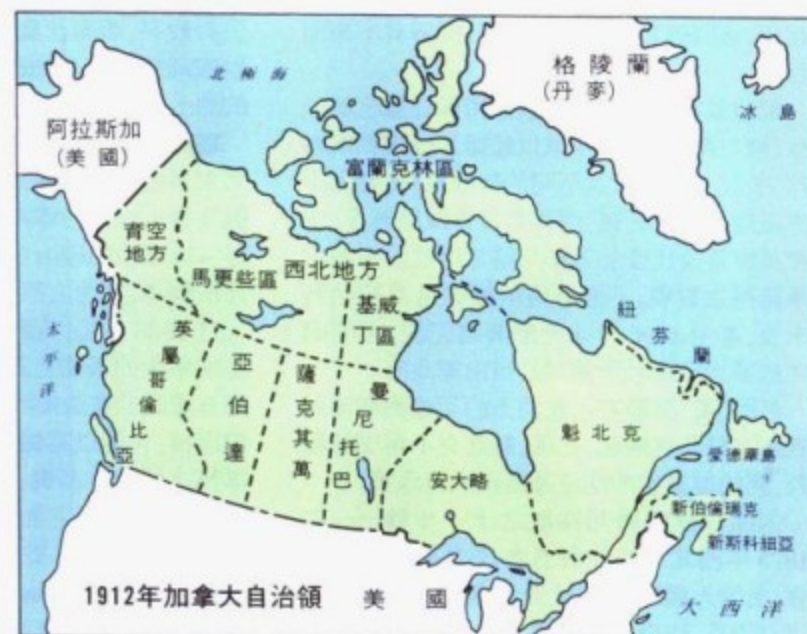 北極海
格陵蘭
(丹麥)
冰島
阿拉斯加
(美國)
富蘭克林區
育空
地方
馬更些區
西北地方
基威
丁區
紐芬蘭
太平洋
英屬哥倫比亞
亞伯達
薩克其萬
曼尼托巴
安大略
魁北克
愛德華島
新伯倫瑞克
新斯科細亞
1912年加拿大自治領
美國
大西洋